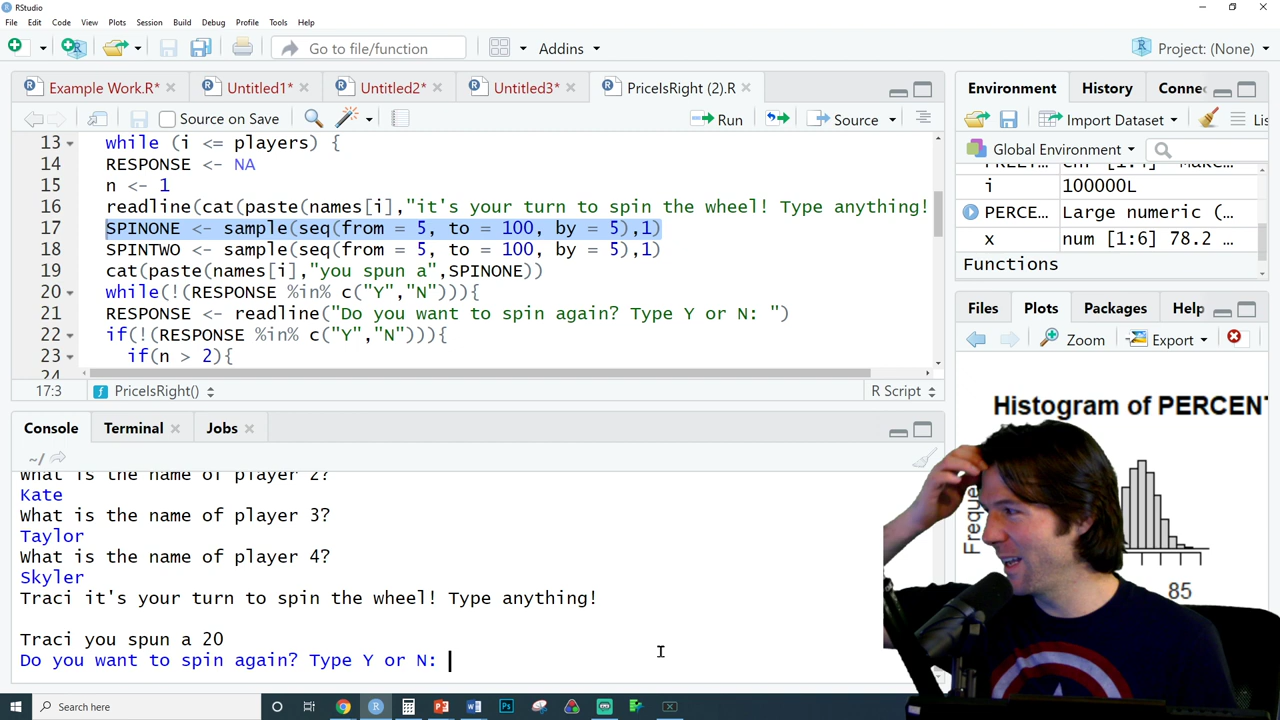 RStudio
File Edit Code View Plots Session Build Debug Profile Tools Help
Go to file/function Addins Project: (None)
Example Work.R* Untitled1* Untitled2* Untitled3* PriceIsRight (2).R
Source on Save Run Source
13 while (i <= players) {
14 RESPONSE <- NA
15 n <- 1
16 readline(cat(paste(names[i],"it's your turn to spin the wheel! Type anything!
17 SPINONE <- sample(seq(from = 5, to = 100, by = 5),1)
18 SPINTWO <- sample(seq(from = 5, to = 100, by = 5),1)
19 cat(paste(names[i],"you spun a",SPINONE))
20 while(!(RESPONSE %in% c("Y","N"))){
21 RESPONSE <- readline("Do you want to spin again? Type Y or N: ")
22 if(!(RESPONSE %in% c("Y","N"))){
23 if(n > 2){
24
17:3 PriceIsRight() R Script
Console Terminal Jobs
~/
What is the name of player 2?
Kate
What is the name of player 3?
Taylor
What is the name of player 4?
Skyler
Traci it's your turn to spin the wheel! Type anything!
Traci you spun a 20
Do you want to spin again? Type Y or N:
Environment History Connec
Import Dataset Lis
Global Environment
i 100000L
PERCE... Large numeric (...
x num [1:6] 78.2 ...
Functions
Files Plots Packages Help
Zoom Export
Histogram of PERCENT
Freque
85
Search here